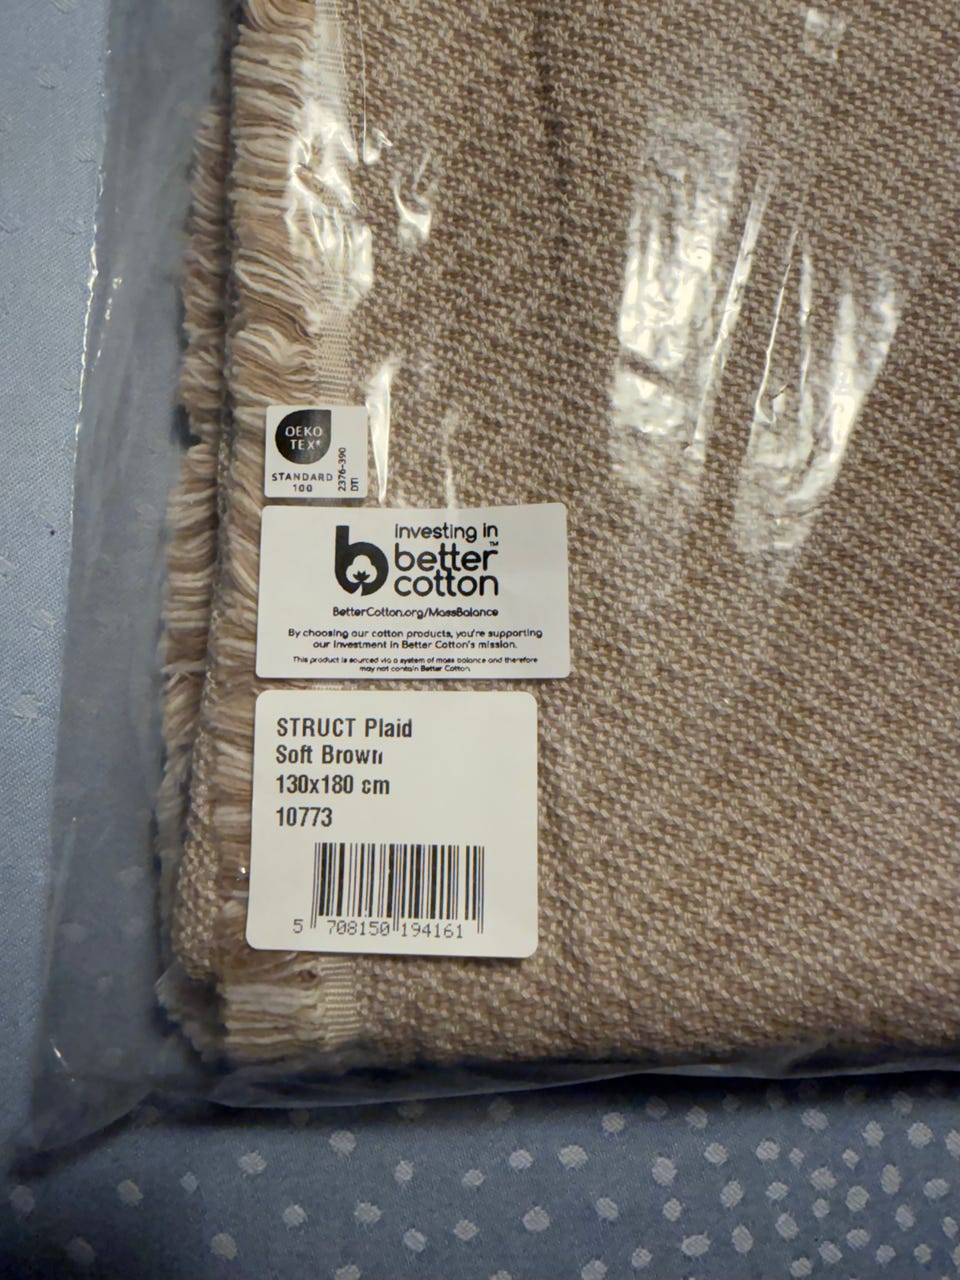 OEKO
TEX®
STANDARD
100
2376-390
DTI
investing in
better™
cotton
BetterCotton.org/MassBalance
By choosing our cotton products, you're supporting
our investment in Better Cotton's mission.
This product is sourced via a system of mass balance and therefore
may not contain Better Cotton.
STRUCT Plaid
Soft Brown
130x180 cm
10773
5 708150 194161